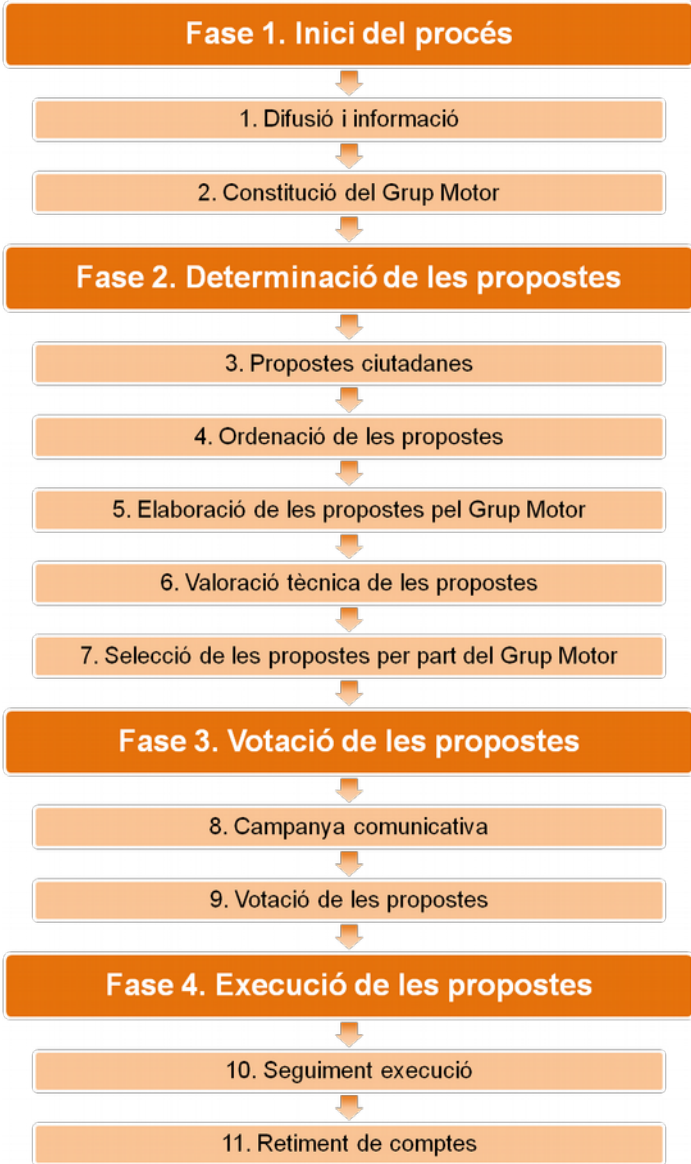 Fase 1. Inici del procés
1. Difusió i informació
2. Constitució del Grup Motor
Fase 2. Determinació de les propostes
3. Propostes ciutadanes
4. Ordenació de les propostes
5. Elaboració de les propostes pel Grup Motor
6. Valoració tècnica de les propostes
7. Selecció de les propostes per part del Grup Motor
Fase 3. Votació de les propostes
8. Campanya comunicativa
9. Votació de les propostes
Fase 4. Execució de les propostes
10. Seguiment execució
11. Retiment de comptes